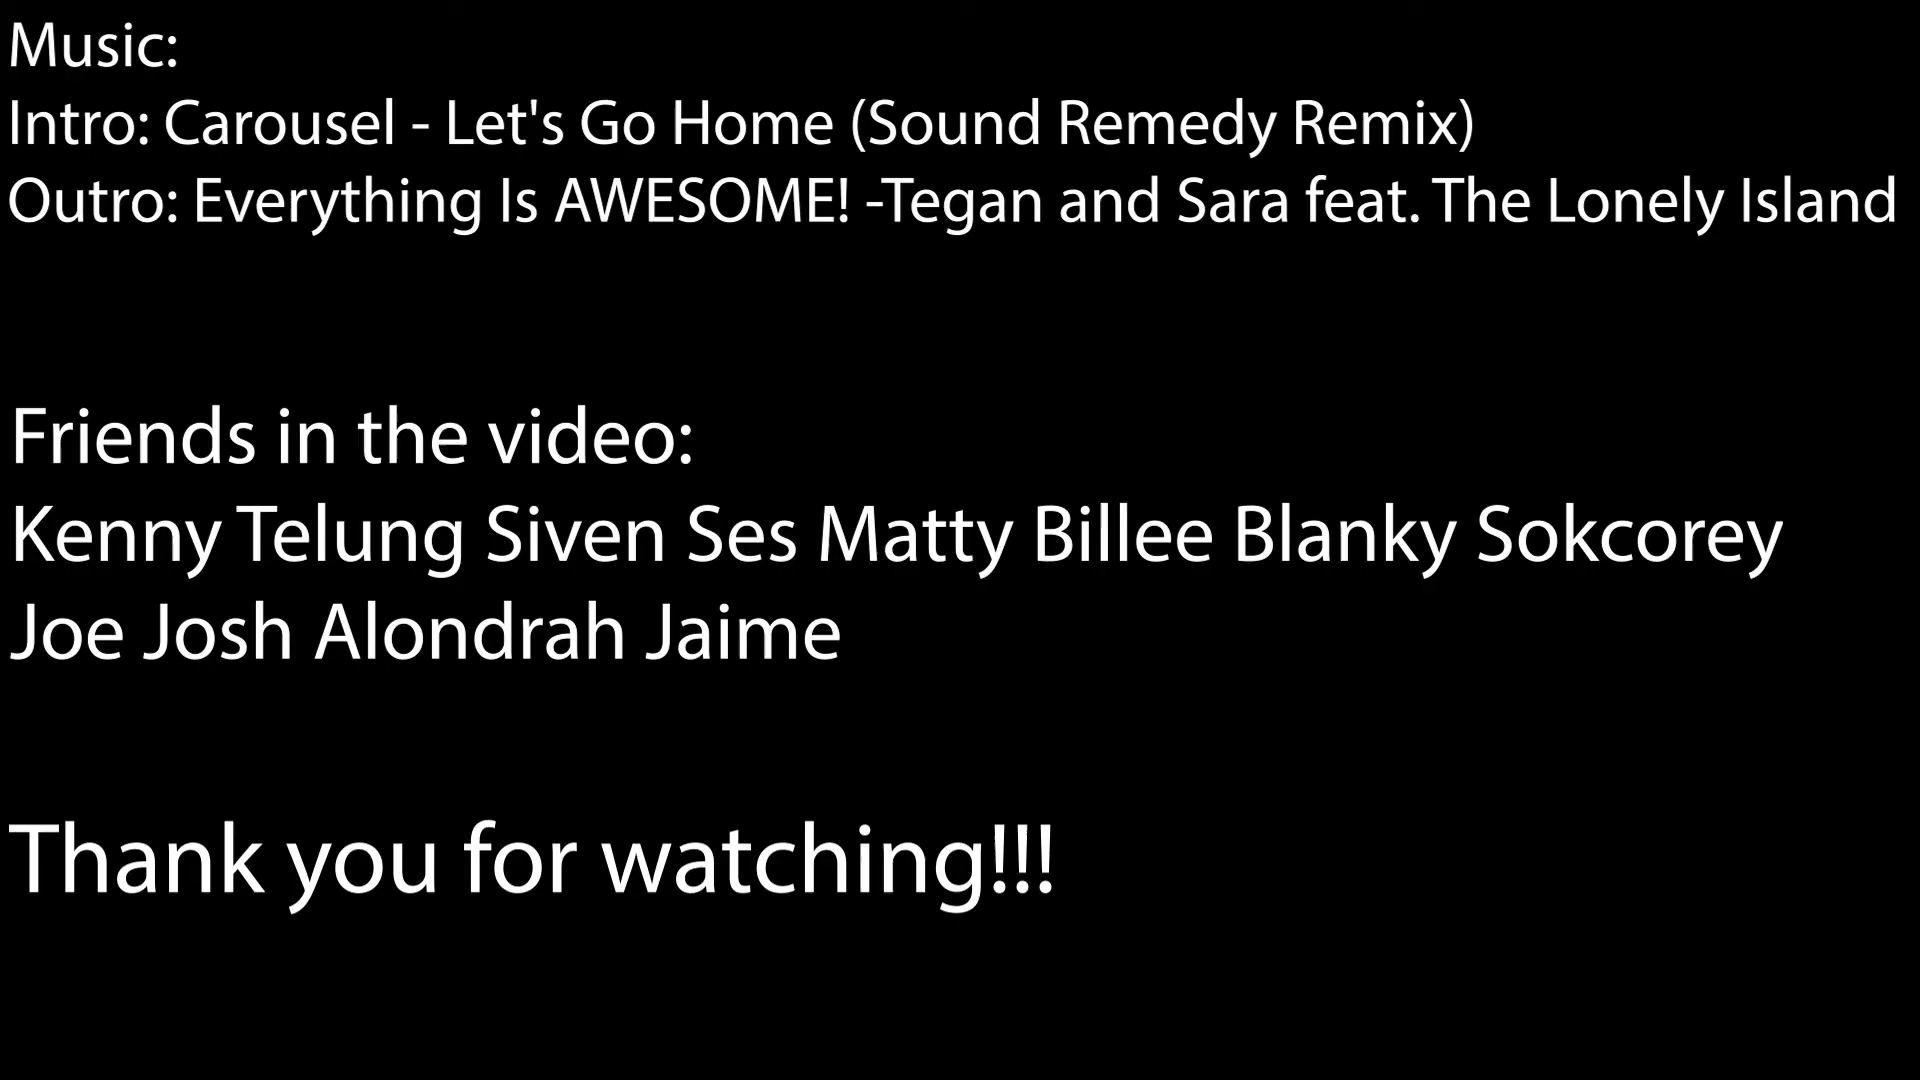 Music:
Intro: Carousel - Let's Go Home (Sound Remedy Remix)
Outro: Everything Is AWESOME! -Tegan and Sara feat. The Lonely Island
Friends in the video:
Kenny Telung Siven Ses Matty Billee Blanky Sokcorey
Joe Josh Alondrah Jaime
Thank you for watching!!!